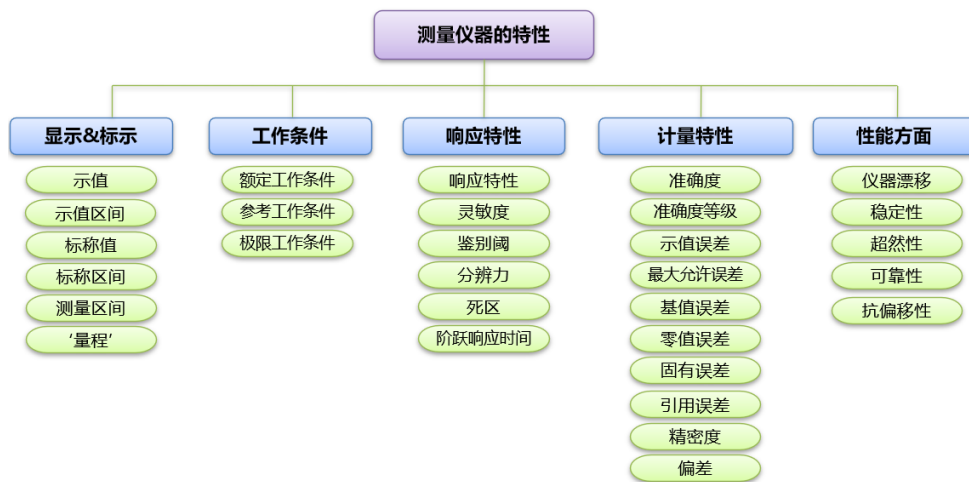 测量仪器的特性
显示&标示
工作条件
响应特性
计量特性
性能方面
示值
示值区间
标称值
标称区间
测量区间
‘量程’
额定工作条件
参考工作条件
极限工作条件
响应特性
灵敏度
鉴别阈
分辨力
死区
阶跃响应时间
准确度
准确度等级
示值误差
最大允许误差
基值误差
零值误差
固有误差
引用误差
精密度
偏差
仪器漂移
稳定性
超然性
可靠性
抗偏移性